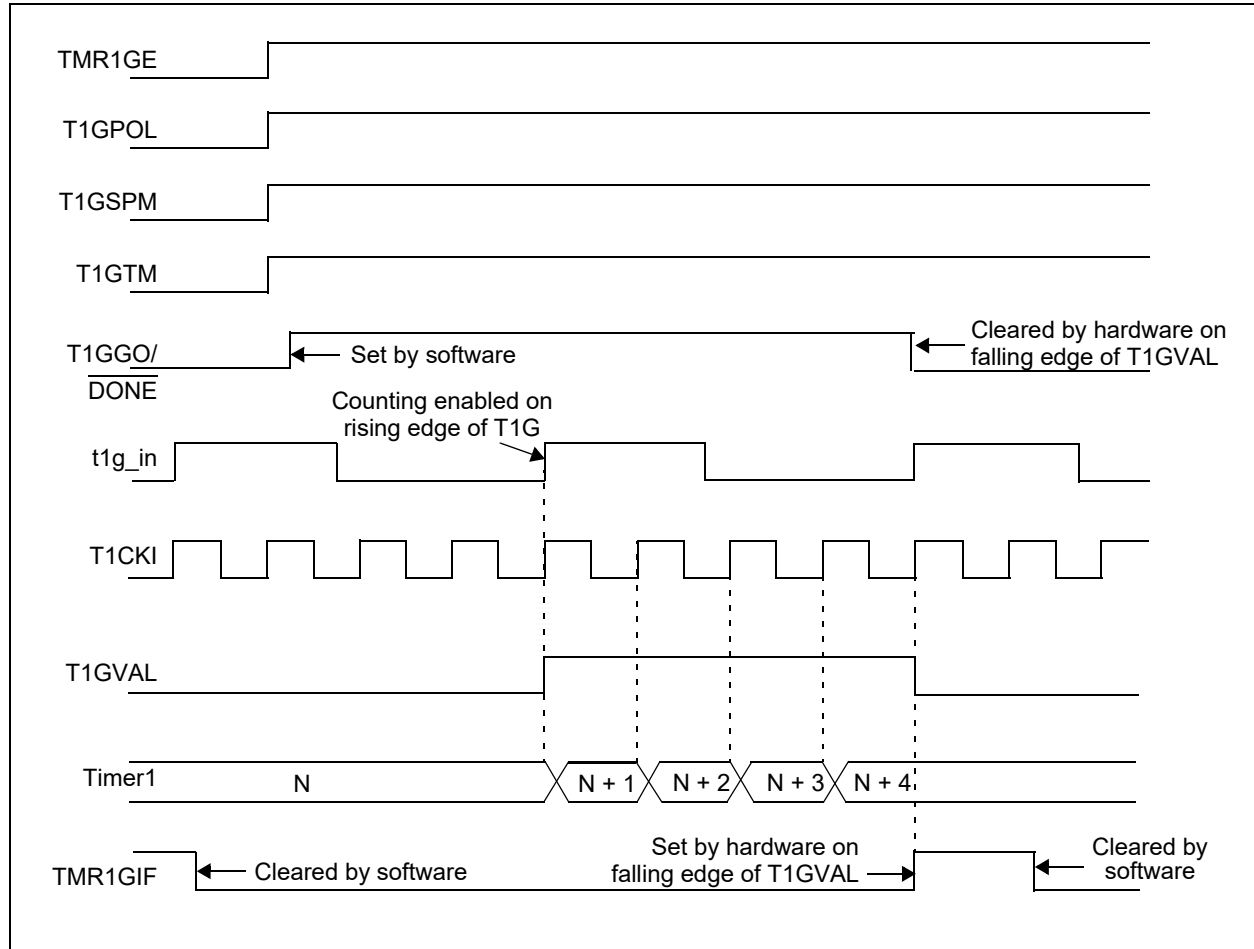 TMR1GE
T1GPOL
T1GSPM
T1GTM
T1GGO/
DONE
Set by software
Cleared by hardware on
falling edge of T1GVAL
Counting enabled on
rising edge of T1G
t1g_in
T1CKI
T1GVAL
Timer1
N
N + 1
N + 2
N + 3
N + 4
TMR1GIF
Cleared by software
Set by hardware on
falling edge of T1GVAL
Cleared by
software